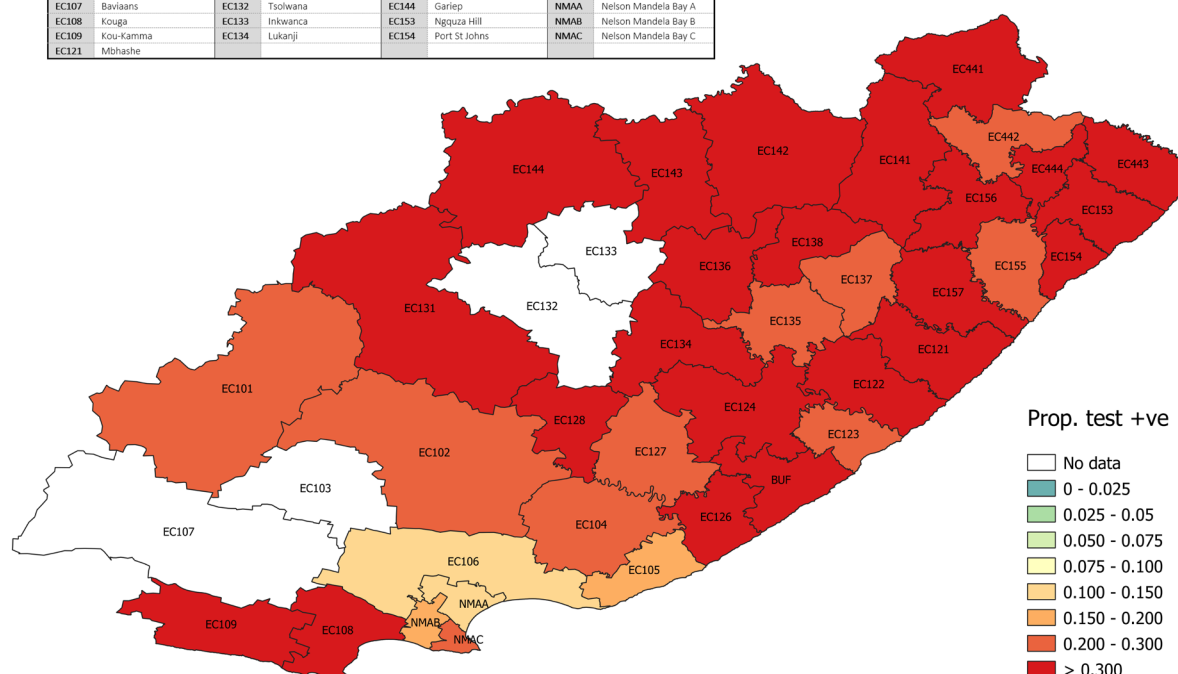 EC107 Baviaans EC132 Tsolwana EC144 Gariep NMAA Nelson Mandela Bay A
EC108 Kouga EC133 Inkwanca EC153 Ngquza Hill NMAB Nelson Mandela Bay B
EC109 Kou-Kamma EC134 Lukanji EC154 Port St Johns NMAC Nelson Mandela Bay C
EC121 Mbhashe
EC441
EC442
EC142
EC141
EC443
EC144
EC143
EC444
EC156
EC153
EC138
EC133
EC154
EC136
EC155
EC137
EC157
EC132
EC131
EC135
EC134
EC121
EC122
EC101
EC124
EC128
EC123
EC102
EC127
BUF
EC103
EC126
EC104
EC107
EC106
EC105
NMAA
NMAB
EC109
EC108
NMAC
Prop. test +ve
No data
0 - 0.025
0.025 - 0.05
0.050 - 0.075
0.075 - 0.100
0.100 - 0.150
0.150 - 0.200
0.200 - 0.300
> 0.300